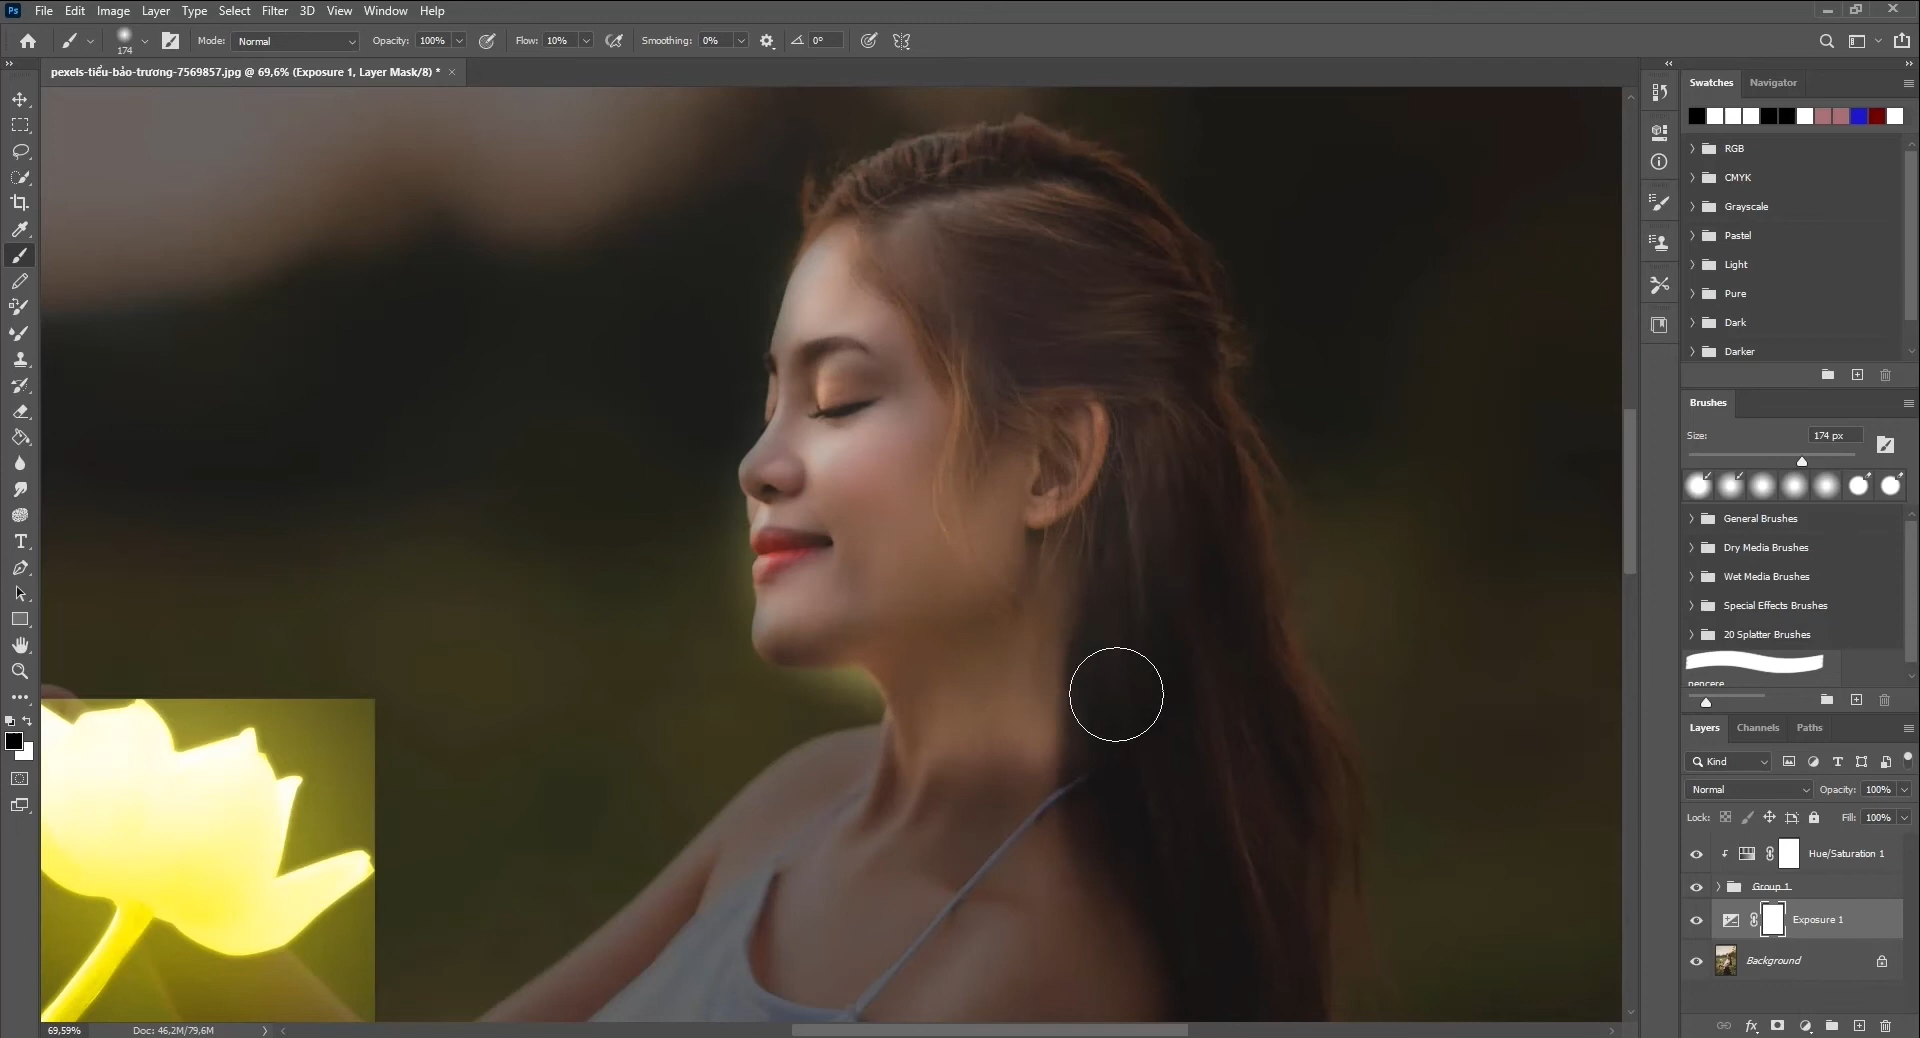 Ps File Edit Image Layer Type Select Filter 3D View Window Help
174 Mode: Normal Opacity: 100% Flow: 10% Smoothing: 0% 0°
pexels-tiểu-bảo-trương-7569857.jpg @ 69,6% (Exposure 1, Layer Mask/8) *
Swatches Navigator
RGB
CMYK
Grayscale
Pastel
Light
Pure
Dark
Darker
Brushes
Size: 174 px
General Brushes
Dry Media Brushes
Wet Media Brushes
Special Effects Brushes
20 Splatter Brushes
pencere
Layers Channels Paths
Kind
Normal Opacity: 100%
Lock: Fill: 100%
Hue/Saturation 1
Group 1
Exposure 1
Background
69,59% Doc: 46,2M/79,6M